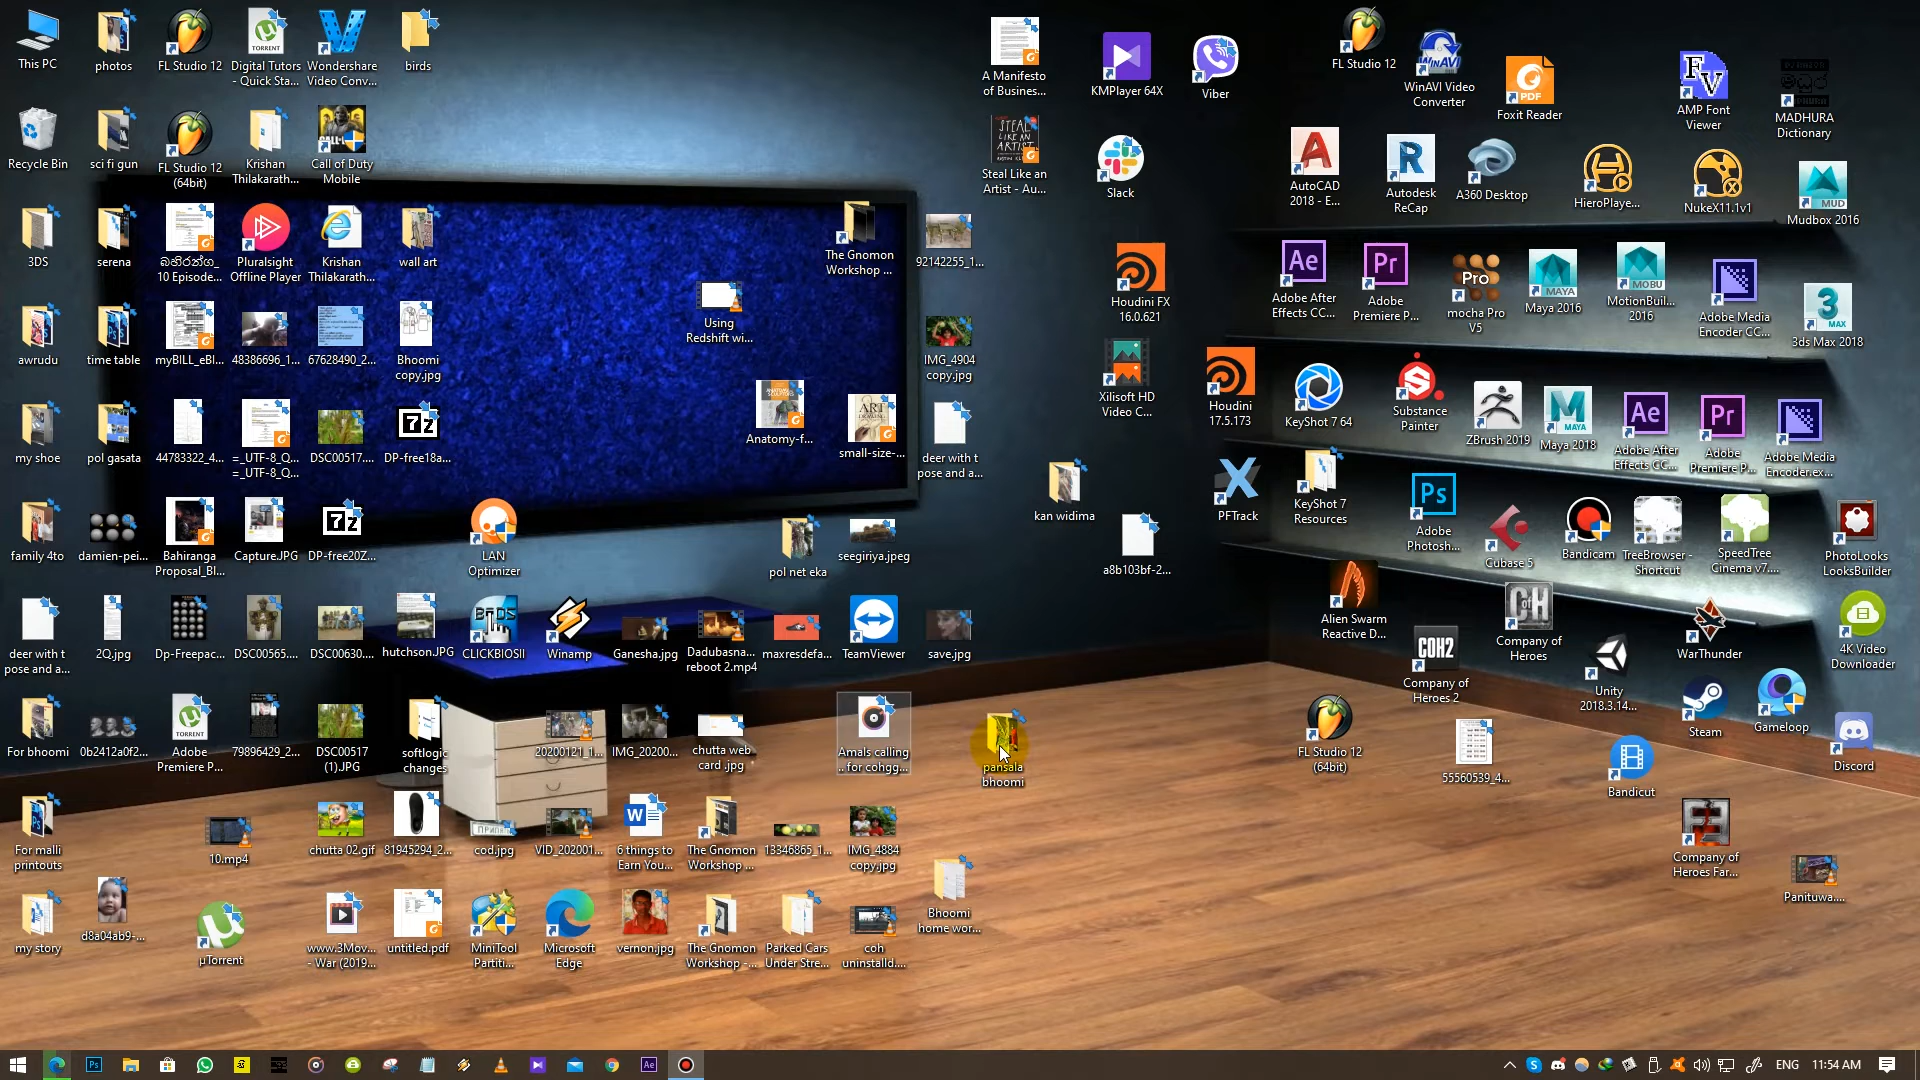 This PC
photos
FL Studio 12
Digital Tutors
- Quick Sta...
Wondershare
Video Conv...
birds
A Manifesto
of Business...
KMPlayer 64X
Viber
FL Studio 12
WinAVI Video
Converter
Foxit Reader
AMP Font
Viewer
MADHURA
Dictionary
Recycle Bin
sci fi gun
FL Studio 12
(64bit)
Krishan
Thilakarath...
Call of Duty
Mobile
Steal Like an
Artist - Au...
Slack
AutoCAD
2018 - E...
Autodesk
ReCap
A360 Desktop
HieroPlaye...
NukeX11.1v1
Mudbox 2016
3DS
serena
බහිරන්ග_
10 Episode...
Pluralsight
Offline Player
Krishan
Thilakarath...
wall art
The Gnomon
Workshop ...
92142255_1...
Houdini FX
16.0.621
Adobe After
Effects CC...
Adobe
Premiere P...
mocha Pro
V5
Maya 2016
MotionBuil...
2016
Adobe Media
Encoder CC...
3ds Max 2018
awrudu
time table
myBILL_eBI...
48386696_1...
67628490_2...
Bhoomi
copy.jpg
Using
Redshift wi...
IMG_4904
copy.jpg
Xilisoft HD
Video C...
Houdini
17.5.173
KeyShot 7 64
Substance
Painter
ZBrush 2019
Maya 2018
Adobe After
Effects CC...
Adobe
Premiere P...
Adobe Media
Encoder.ex...
my shoe
pol gasata
44783322_4...
=_UTF-8_Q...
=_UTF-8_Q...
DSC00517....
DP-free18a...
Anatomy-f...
small-size-...
deer with t
pose and a...
kan widima
PFTrack
KeyShot 7
Resources
Adobe
Photosh...
Cubase 5
Bandicam
TreeBrowser -
Shortcut
SpeedTree
Cinema v7....
PhotoLooks
LooksBuilder
family 4to
damien-pei...
Bahiranga
Proposal_BI...
Capture.JPG
DP-free20Z...
LAN
Optimizer
pol net eka
seegiriya.jpeg
a8b103bf-2...
Alien Swarm
Reactive D...
Company of
Heroes
WarThunder
4K Video
Downloader
deer with t
pose and a...
2Q.jpg
Dp-Freepac...
DSC00565....
DSC00630....
hutchson.JPG
CLICKBIOSII
Winamp
Ganesha.jpg
Dadubasna...
reboot 2.mp4
maxresdefa...
TeamViewer
save.jpg
Company of
Heroes 2
Unity
2018.3.14...
Steam
Gameloop
Discord
For bhoomi
0b2412a0f2...
Adobe
Premiere P...
79896429_2...
DSC00517
(1).JPG
softlogic
changes
20200121_1...
IMG_20200...
chutta web
card .jpg
Amals calling
.. for cohgg...
pansala
bhoomi
FL Studio 12
(64bit)
55560539_4...
Bandicut
For malli
printouts
10.mp4
chutta 02.gif
81945294_2...
cod.jpg
VID_202001...
6 things to
Earn You...
The Gnomon
Workshop ...
13346865_1...
IMG_4884
copy.jpg
Bhoomi
home wor...
Company of
Heroes Far...
Panituwa....
my story
d8a04ab9-...
µTorrent
www.3Mov...
- War (2019...
untitled.pdf
MiniTool
Partiti...
Microsoft
Edge
vernon.jpg
The Gnomon
Workshop -...
Parked Cars
Under Stre...
coh
uninstalld....
ENG
11:54 AM